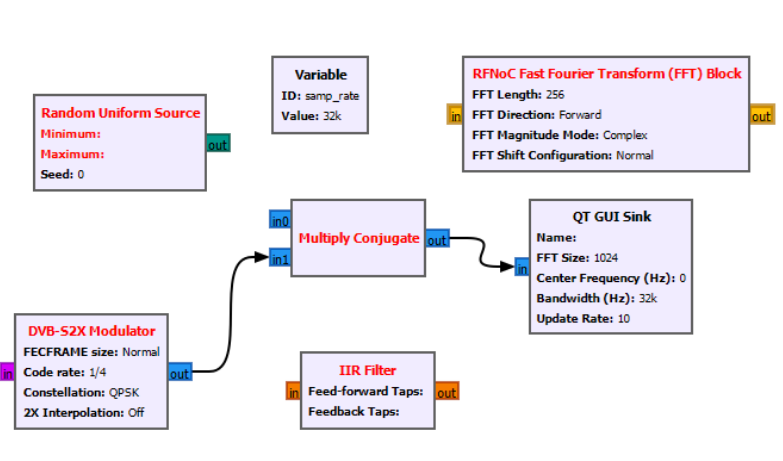 Variable
ID: samp_rate
Value: 32k
RFNoC Fast Fourier Transform (FFT) Block
FFT Length: 256
FFT Direction: Forward
FFT Magnitude Mode: Complex
FFT Shift Configuration: Normal
in
out
Random Uniform Source
Minimum:
Maximum:
Seed: 0
out
in0
in1
Multiply Conjugate
out
QT GUI Sink
Name:
FFT Size: 1024
Center Frequency (Hz): 0
Bandwidth (Hz): 32k
Update Rate: 10
in
DVB-S2X Modulator
FECFRAME size: Normal
Code rate: 1/4
Constellation: QPSK
2X Interpolation: Off
in
out
IIR Filter
Feed-forward Taps:
Feedback Taps:
in
out